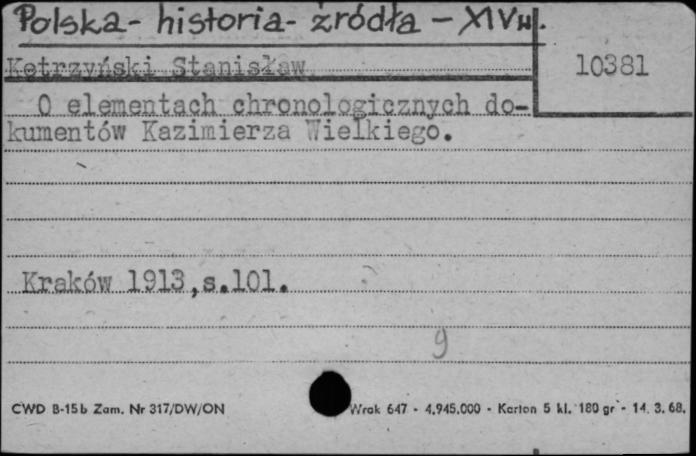 Polska - historia - źródła - XIV w.
Kętrzyński Stanisław
10381
O elementach chronologicznych do-
kumentów Kazimierza Wielkiego.
Kraków 1913,s.101.
9
CWD B-15b Zam. Nr 317/DW/ON
Wrak 647 - 4.945.000 - Karton 5 kl. 180 gr - 14. 3. 68.